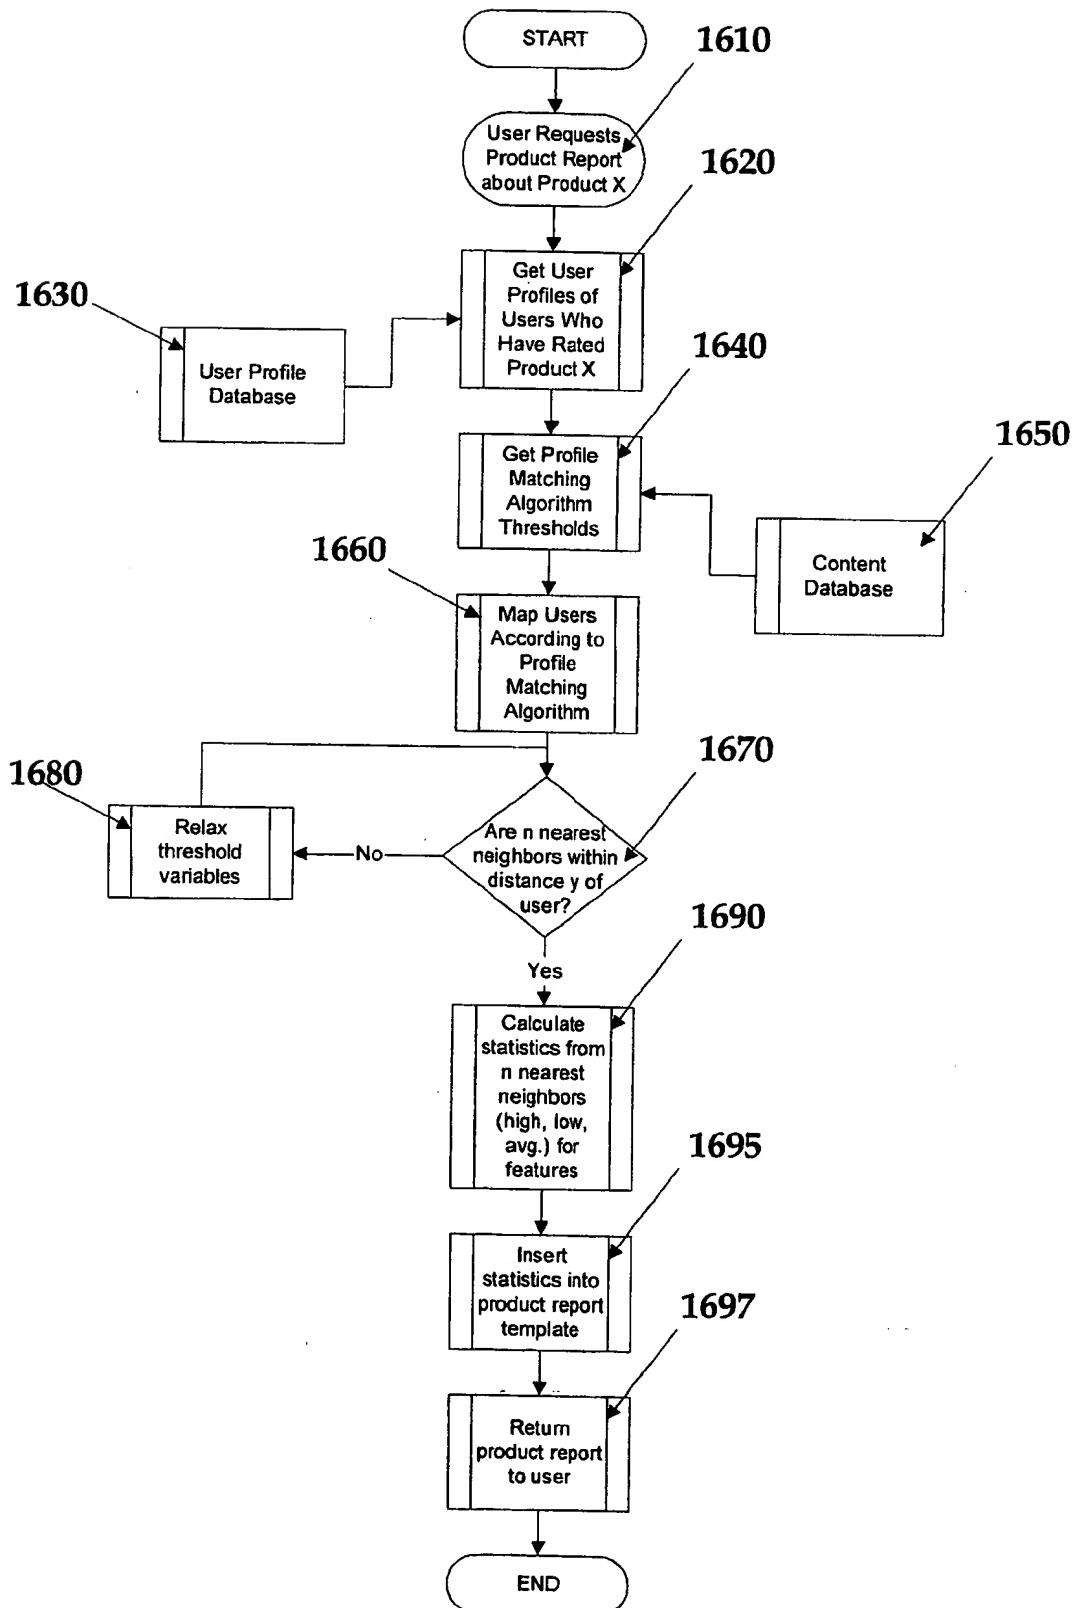 START
1610
User Requests
Product Report
about Product X
1620
Get User
Profiles of
Users Who
Have Rated
Product X
1630
User Profile
Database
1640
Get Profile
Matching
Algorithm
Thresholds
1650
Content
Database
1660
Map Users
According to
Profile
Matching
Algorithm
1670
Are n nearest
neighbors within
distance y of
user?
1680
Relax
threshold
variables
No
Yes
1690
Calculate
statistics from
n nearest
neighbors
(high, low,
avg.) for
features
1695
Insert
statistics into
product report
template
1697
Return
product report
to user
END